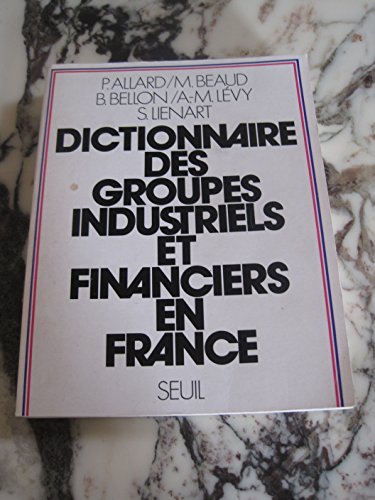 P. ALLARD/M. BEAUD
B. BELLON/A.-M. LÉVY
S. LIENART
DICTIONNAIRE
DES
GROUPES
INDUSTRIELS
ET
FINANCIERS
EN
FRANCE
SEUIL